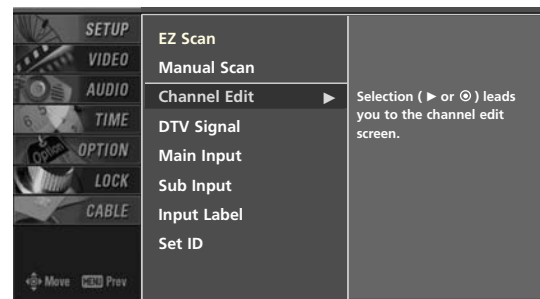 SETUP
VIDEO
AUDIO
TIME
OPTION
LOCK
CABLE
Move MENU Prev
EZ Scan
Manual Scan
Channel Edit ►
DTV Signal
Main Input
Sub Input
Input Label
Set ID
Selection ( ► or ⦿ ) leads
you to the channel edit
screen.